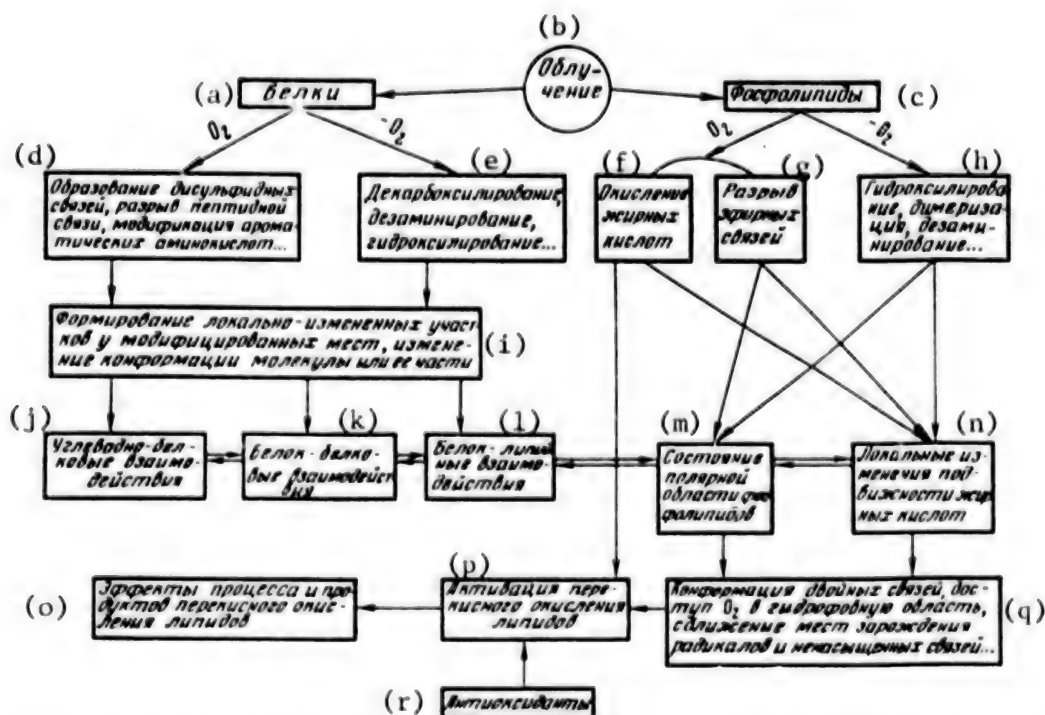 (b)
Облу-
чение
(a) Белки
Фосфолипиды (c)
O₂
-O₂
O₂
-O₂
(d)
Образование дисульфидных
связей, разрыв пептидной
связи, модификация арома-
тических аминокислот...
(e)
Декарбоксилирование,
дезаминирование,
гидроксилирование...
(f)
Окисление
жирных
кислот
(g)
Разрыв
эфирных
связей
(h)
Гидроксилирова-
ние, димериза-
ция, дезами-
нирование...
Формирование локально-измененных участ-
ков у модифицированных мест, измене-
ние конформации молекулы или ее части
(i)
(j)
Углеводно-бел-
ковые взаимо-
действия
(k)
Белок-белко-
вые взаимодейст-
вия
(l)
Белок-липид-
ные взаимо-
действия
(m)
Состояние
полярной
области фос-
фолипидов
(n)
Локальные из-
менения под-
вижности жир-
ных кислот
(o)
Эффекты процесса и про-
дуктов перекисного окис-
ления липидов
(p)
Активация пере-
кисного окисления
липидов
Конформация двойных связей, дос-
туп O₂ в гидрофобную область,
сближение мест зарождения
радикалов и ненасыщенных связей...
(q)
(r) Антиоксиданты